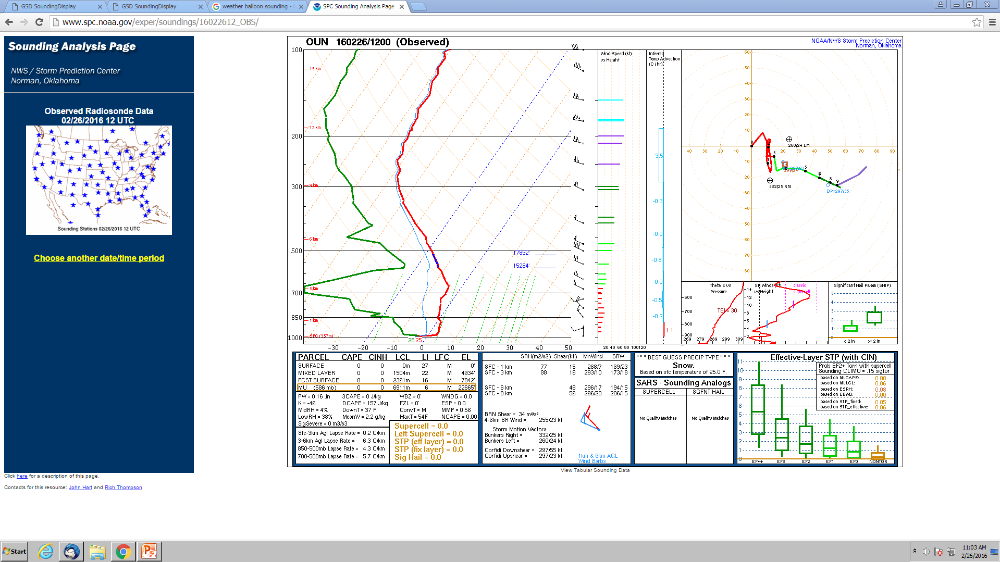 GSD SoundingDisplay
GSD SoundingDisplay
weather balloon sounding -
SPC Sounding Analysis Page
www.spc.noaa.gov/exper/soundings/16022612_OBS/
Sounding Analysis Page
NWS / Storm Prediction Center
Norman, Oklahoma
Observed Radiosonde Data
02/26/2016 12 UTC
Sounding Stations 02/26/2016 12 UTC
Choose another date/time period
Click here for a description of this page.
Contacts for this resource: John Hart and Rich Thompson
OUN 160226/1200 (Observed)
NOAA/NWS Storm Prediction Center
Norman, Oklahoma
100
15 km
12 km
200
300
9 km
6 km
500
17892'
15284'
700
3 km
850
1 km
SFC (357m)
1000
25 25
-30 -20 -10 0 10 20 30 40 50
Wind Speed (kt)
vs Height
20 40 60 80 100 120
Inferred
Temp Advection
(C / hr)
-3.5
-0.3
-0.0
-0.8
-0.0
-0.5
-0.2
1.1
60
50
40
30
20
10
40 30 20 10 10 20 30 40 50 60 70 80 90
10
20
30
40
50
60
70
80
0
1
3
5
6
8
9
260/24 LM
332/25 RM
DP=297/55
Theta-E vs
Pressure
TEI= 30
600
700
800
900
269 279 289 299 309
SR Winds (kt)
vs Height
classic
supercell
14
12
10
8
6
4
2
Significant Hail Param (SHIP)
5
4
3
2
1
0
< 2 in >= 2 in
PARCEL CAPE CINH LCL LI LFC EL
SURFACE 0 0 0m 27 M 0'
MIXED LAYER 0 0 1504m 22 M 4934'
FCST SURFACE 0 0 2391m 16 M 7842'
MU (586 mb) 0 0 6911m 6 M 22665'
PW = 0.16 in 3CAPE = 0 J/kg WBZ = 0' WNDG = 0.0
K = -46 DCAPE = 157 J/kg FZL = 0' ESP = 0.0
MidRH = 4% DownT = 37 F ConvT = M MMP = 0.56
LowRH = 38% MeanW = 2.2 g/kg MaxT = 54F NCAPE = 0.00
SigSevere = 0 m3/s3
Sfc-3km Agl Lapse Rate = 0.2 C/km
3-6km Agl Lapse Rate = 6.3 C/km
850-500mb Lapse Rate = 4.3 C/km
700-500mb Lapse Rate = 5.7 C/km
Supercell = 0.0
Left Supercell = 0.0
STP (eff layer) = 0.0
STP (fix layer) = 0.0
Sig Hail = 0.0
SRH(m2/s2) Shear(kt) MnWind SRW
SFC - 1 km 77 15 268/7 169/23
SFC - 3 km 88 16 293/10 173/18
SFC - 6 km 48 296/17 194/15
SFC - 8 km 56 296/20 206/15
BRN Shear = 34 m²/s²
4-6km SR Wind = 255/23 kt
.....Storm Motion Vectors.....
Bunkers Right = 332/25 kt
Bunkers Left = 260/24 kt
Corfidi Downshear = 297/55 kt
Corfidi Upshear = 297/23 kt
1km & 6km AGL
Wind Barbs
* * * BEST GUESS PRECIP TYPE * * *
Snow.
Based on sfc temperature of 25.0 F.
SARS - Sounding Analogs
SUPERCELL SGFNT HAIL
No Quality Matches No Quality Matches
Effective-Layer STP (with CIN)
11
10
9
8
7
6
5
4
3
2
1
0
Prob EF2+ Torn with supercell
Sounding CLIMO = .15 sigtor
based on MLCAPE: 0.00
based on MLLCL: 0.06
based on ESRH: 0.08
based on EBWD: 0.00
based on STP_fixed: 0.05
based on STP_effective: 0.06
EF4+ EF3 EF2 EF1 EF0 NONTOR
View Tabular Sounding Data
Start
11:03 AM
2/26/2016